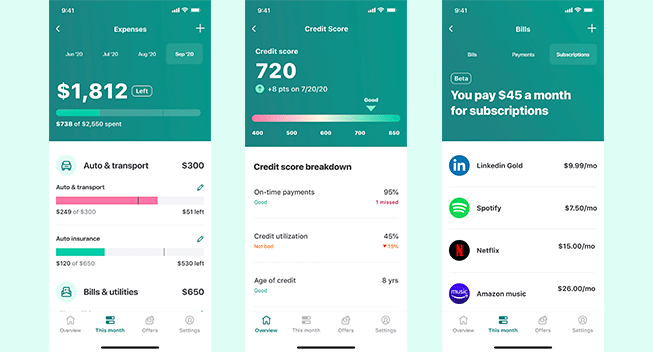 9:41
Expenses
Jun '20 Jul '20 Aug '20 Sep '20
$1,812 Left
$738 of $2,550 spent
Auto & transport $300
Auto & transport
$249 of $300 $51 left
Auto insurance
$120 of $650 $530 left
Bills & utilities $650
Overview This month Offers Settings
9:41
Credit Score
Credit score
720
+8 pts on 7/20/20
Good
400 500 600 700 850
Credit score breakdown
On-time payments 95%
Good 1 missed
Credit utilization 45%
Not bad ▼15%
Age of credit 8 yrs
Good
Overview This month Offers Settings
9:41
Bills
Bills Payments Subscriptions
Beta
You pay $45 a month
for subscriptions
in
Linkedin Gold $9.99/mo
Spotify $7.50/mo
N
Netflix $15.00/mo
music
Amazon music $26.00/mo
Overview This month Offers Settings